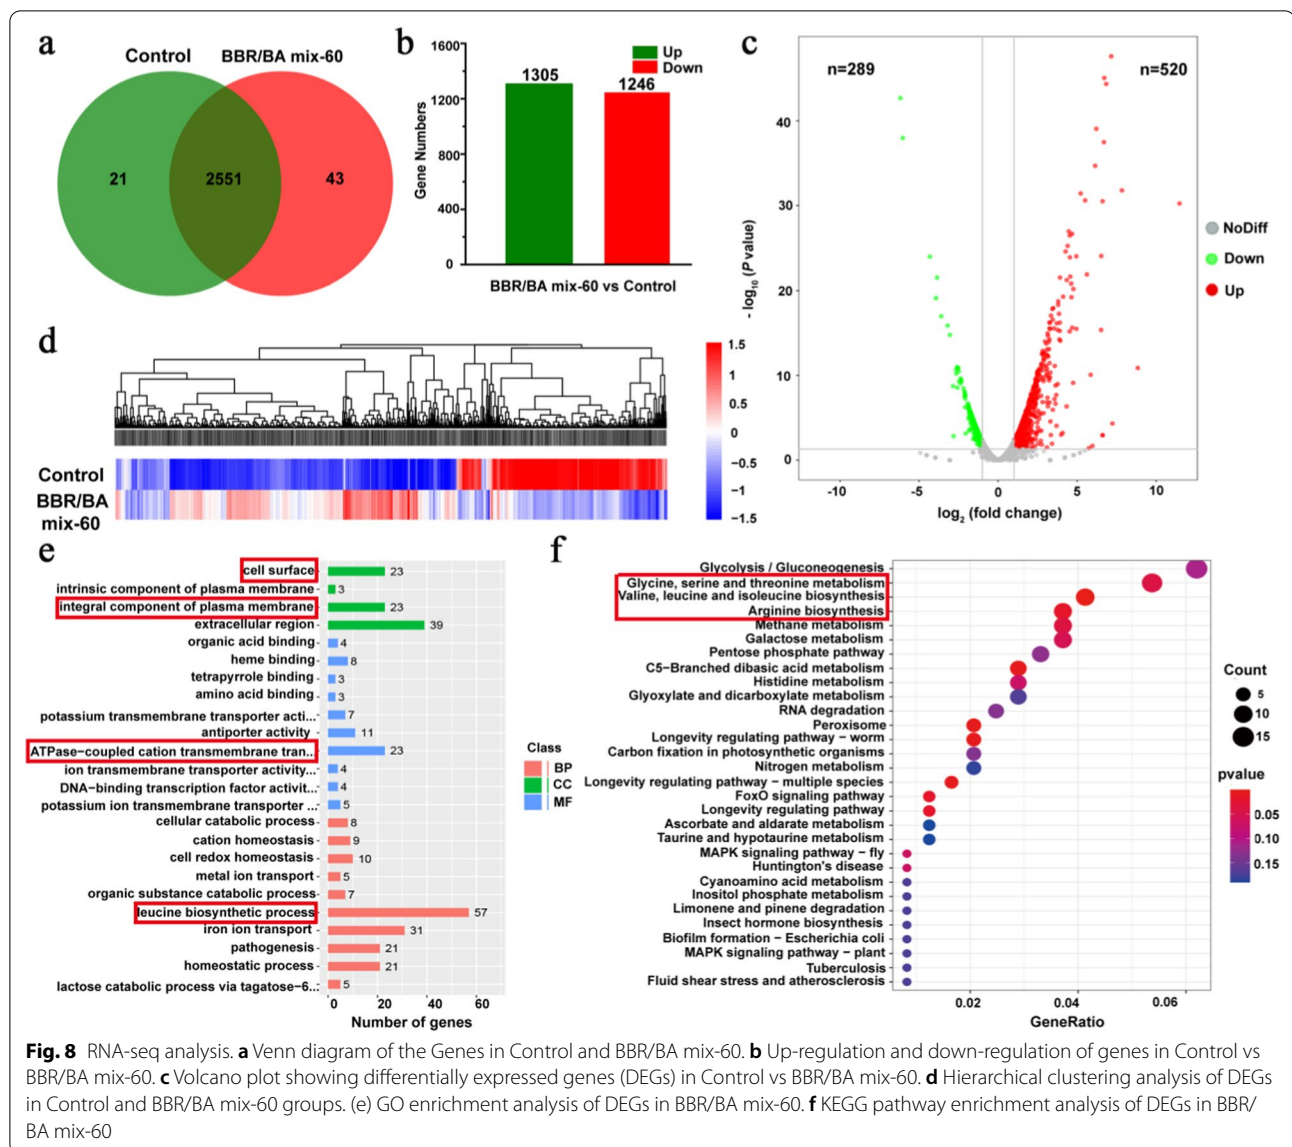 a
Control
BBR/BA mix-60
21
2551
43
b
1600
1200
800
400
0
Gene Numbers
Up
Down
1305
1246
BBR/BA mix-60 vs Control
c
n=289
n=520
40
30
20
10
0
- log10 (P value)
-10
-5
0
5
10
log2 (fold change)
NoDiff
Down
Up
d
Control
BBR/BA
mix-60
1.5
1
0.5
0
−0.5
−1
−1.5
e
cell surface 23
intrinsic component of plasma membrane 3
integral component of plasma membrane 23
extracellular region 39
organic acid binding 4
heme binding 8
tetrapyrrole binding 3
amino acid binding 3
potassium transmembrane transporter acti... 7
antiporter activity 11
ATPase−coupled cation transmembrane tran... 23
ion transmembrane transporter activity... 4
DNA−binding transcription factor activit... 4
potassium ion transmembrane transporter ... 5
cellular catabolic process 8
cation homeostasis 9
cell redox homeostasis 10
metal ion transport 5
organic substance catabolic process 7
leucine biosynthetic process 57
iron ion transport 31
pathogenesis 21
homeostatic process 21
lactose catabolic process via tagatose−6... 5
0 20 40 60
Number of genes
Class
BP
CC
MF
f
Glycolysis / Gluconeogenesis
Glycine, serine and threonine metabolism
Valine, leucine and isoleucine biosynthesis
Arginine biosynthesis
Methane metabolism
Galactose metabolism
Pentose phosphate pathway
C5−Branched dibasic acid metabolism
Histidine metabolism
Glyoxylate and dicarboxylate metabolism
RNA degradation
Peroxisome
Longevity regulating pathway − worm
Carbon fixation in photosynthetic organisms
Nitrogen metabolism
Longevity regulating pathway − multiple species
FoxO signaling pathway
Longevity regulating pathway
Ascorbate and aldarate metabolism
Taurine and hypotaurine metabolism
MAPK signaling pathway − fly
Huntington's disease
Cyanoamino acid metabolism
Inositol phosphate metabolism
Limonene and pinene degradation
Insect hormone biosynthesis
Biofilm formation − Escherichia coli
MAPK signaling pathway − plant
Tuberculosis
Fluid shear stress and atherosclerosis
0.02 0.04 0.06
GeneRatio
Count
5
10
15
pvalue
0.05
0.10
0.15
Fig. 8 RNA-seq analysis. a Venn diagram of the Genes in Control and BBR/BA mix-60. b Up-regulation and down-regulation of genes in Control vs
BBR/BA mix-60. c Volcano plot showing differentially expressed genes (DEGs) in Control vs BBR/BA mix-60. d Hierarchical clustering analysis of DEGs
in Control and BBR/BA mix-60 groups. (e) GO enrichment analysis of DEGs in BBR/BA mix-60. f KEGG pathway enrichment analysis of DEGs in BBR/
BA mix-60